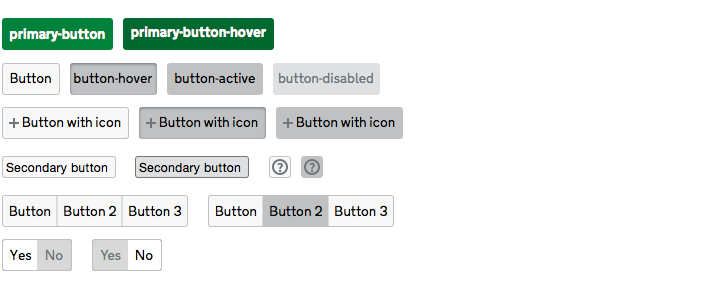 primary-button primary-button-hover
Button button-hover button-active button-disabled
+ Button with icon + Button with icon + Button with icon
Secondary button Secondary button ? ?
Button Button 2 Button 3 Button Button 2 Button 3
Yes No Yes No